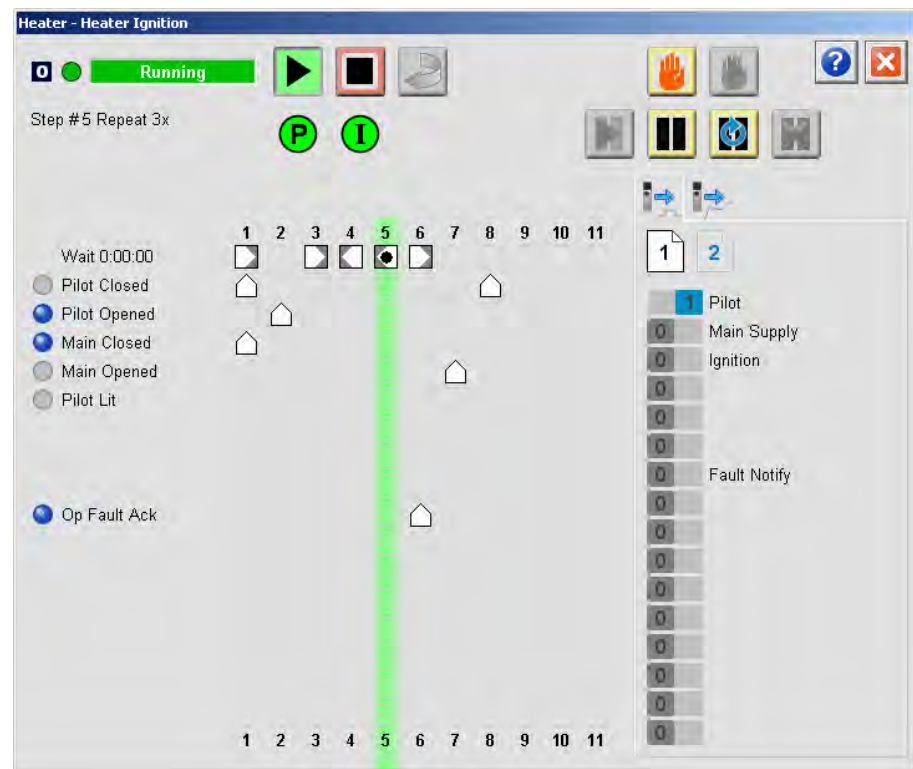 Heater - Heater Ignition
O Running
?
Step #5 Repeat 3x
P I
1 2 3 4 5 6 7 8 9 10 11
Wait 0:00:00
1 2
Pilot Closed
1 Pilot
Pilot Opened
0 Main Supply
Main Closed
0 Ignition
Main Opened
0
Pilot Lit
0
0
0 Fault Notify
0
Op Fault Ack
0
0
0
0
0
0
0
0
1 2 3 4 5 6 7 8 9 10 11